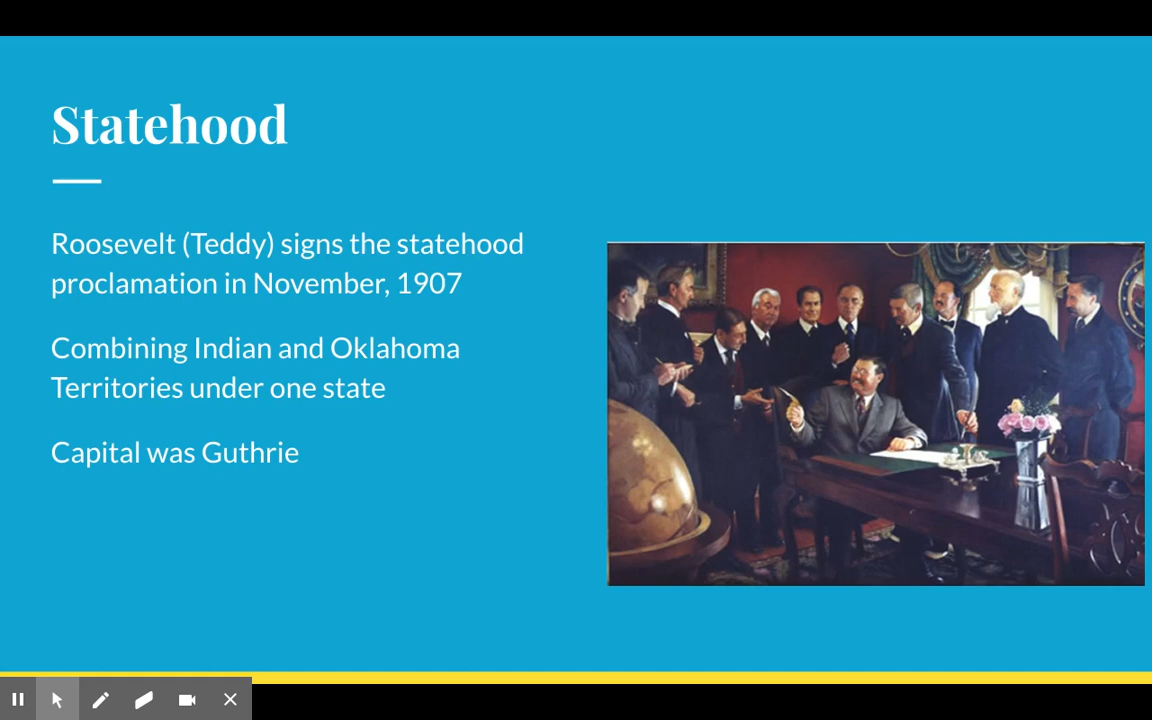 Statehood
Roosevelt (Teddy) signs the statehood
proclamation in November, 1907
Combining Indian and Oklahoma
Territories under one state
Capital was Guthrie